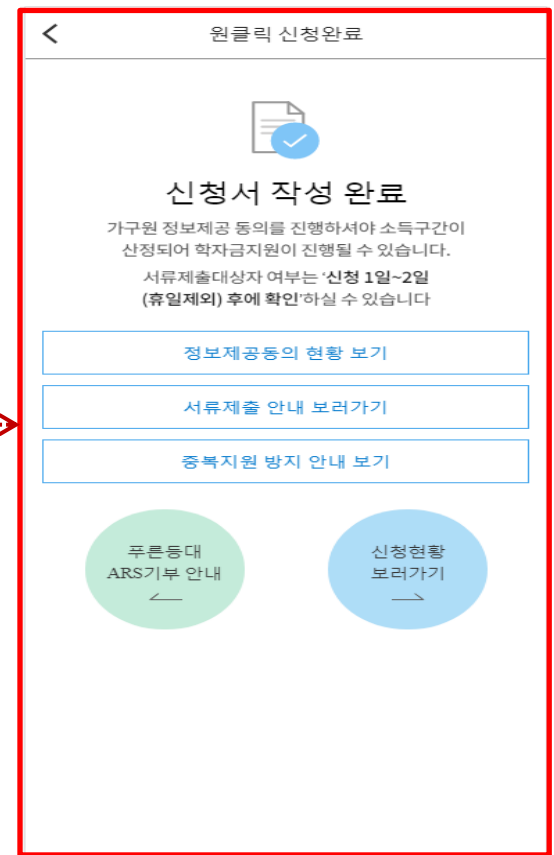 원클릭 신청완료
신청서 작성 완료
가구원 정보제공 동의를 진행하셔야 소득구간이
산정되어 학자금지원이 진행될 수 있습니다.
서류제출대상자 여부는 '신청 1일~2일
(휴일제외) 후에 확인'하실 수 있습니다
정보제공동의 현황 보기
서류제출 안내 보러가기
중복지원 방지 안내 보기
푸른등대
ARS기부 안내
신청현황
보러가기